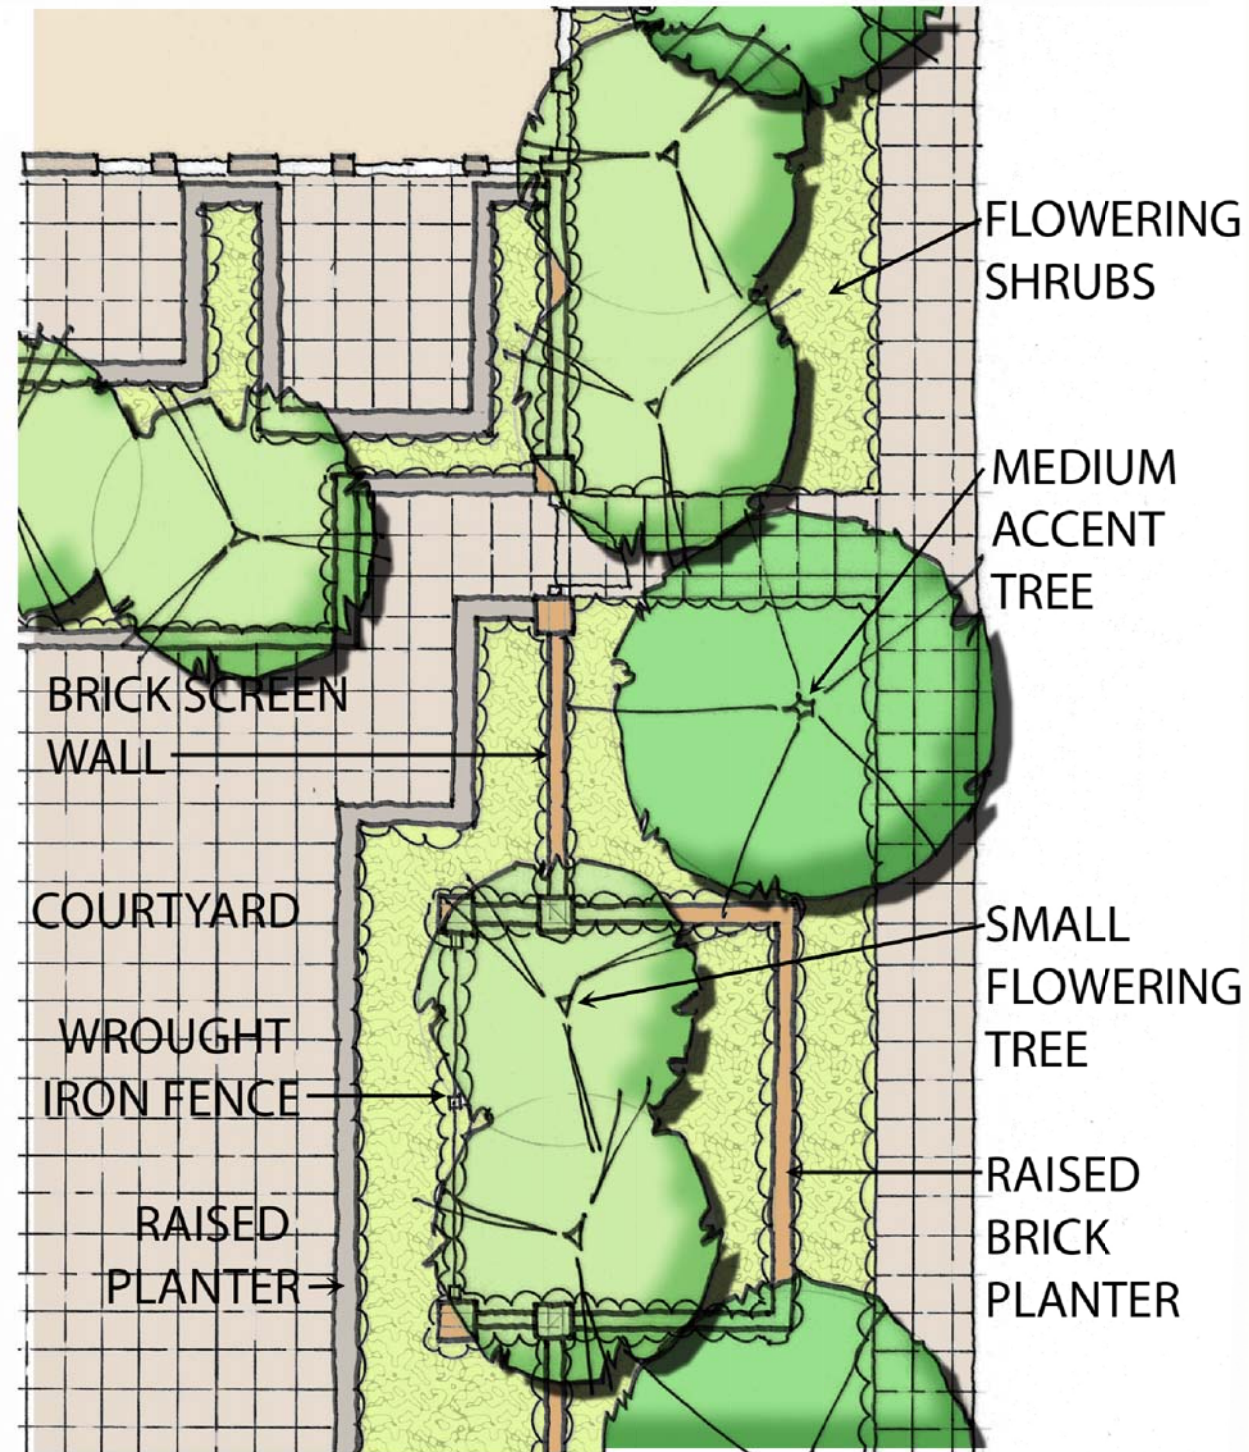 FLOWERING
SHRUBS
MEDIUM
ACCENT
TREE
BRICK SCREEN
WALL
COURTYARD
SMALL
FLOWERING
TREE
WROUGHT
IRON FENCE
RAISED
BRICK
PLANTER
RAISED
PLANTER